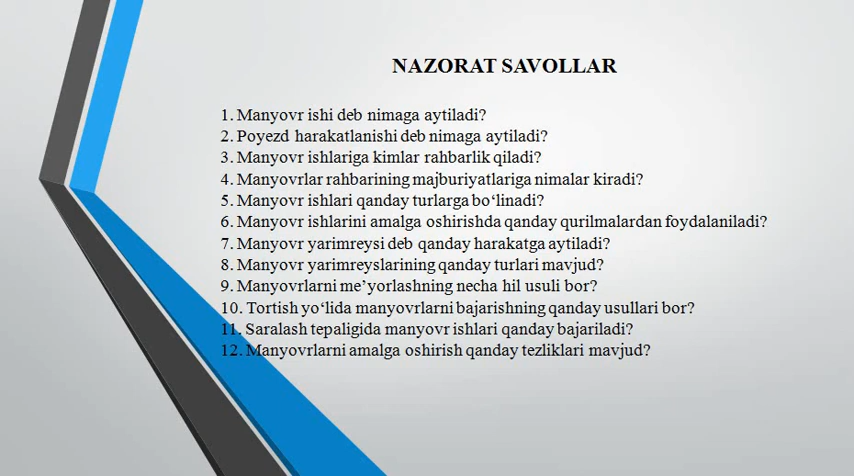 NAZORAT SAVOLLAR
1. Manyovr ishi deb nimaga aytiladi?
2. Poyezd harakatlanishi deb nimaga aytiladi?
3. Manyovr ishlariga kimlar rahbarlik qiladi?
4. Manyovrlar rahbarining majburiyatlariga nimalar kiradi?
5. Manyovr ishlari qanday turlarga bo‘linadi?
6. Manyovr ishlarini amalga oshirishda qanday qurilmalardan foydalaniladi?
7. Manyovr yarimreysi deb qanday harakatga aytiladi?
8. Manyovr yarimreyslarining qanday turlari mavjud?
9. Manyovrlarni me’yorlashning necha hil usuli bor?
10. Tortish yo‘lida manyovrlarni bajarishning qanday usullari bor?
11. Saralash tepaligida manyovr ishlari qanday bajariladi?
12. Manyovrlarni amalga oshirish qanday tezliklari mavjud?